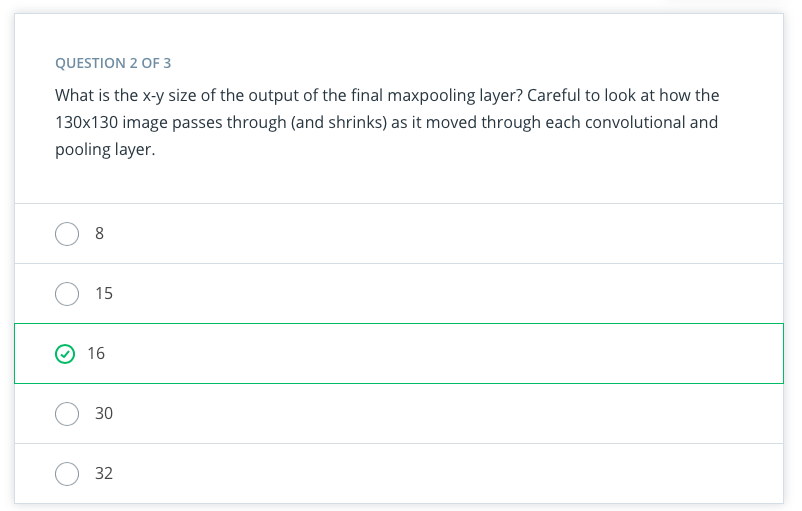 QUESTION 2 OF 3
What is the x-y size of the output of the final maxpooling layer? Careful to look at how the
130x130 image passes through (and shrinks) as it moved through each convolutional and
pooling layer.
8
15
16
30
32